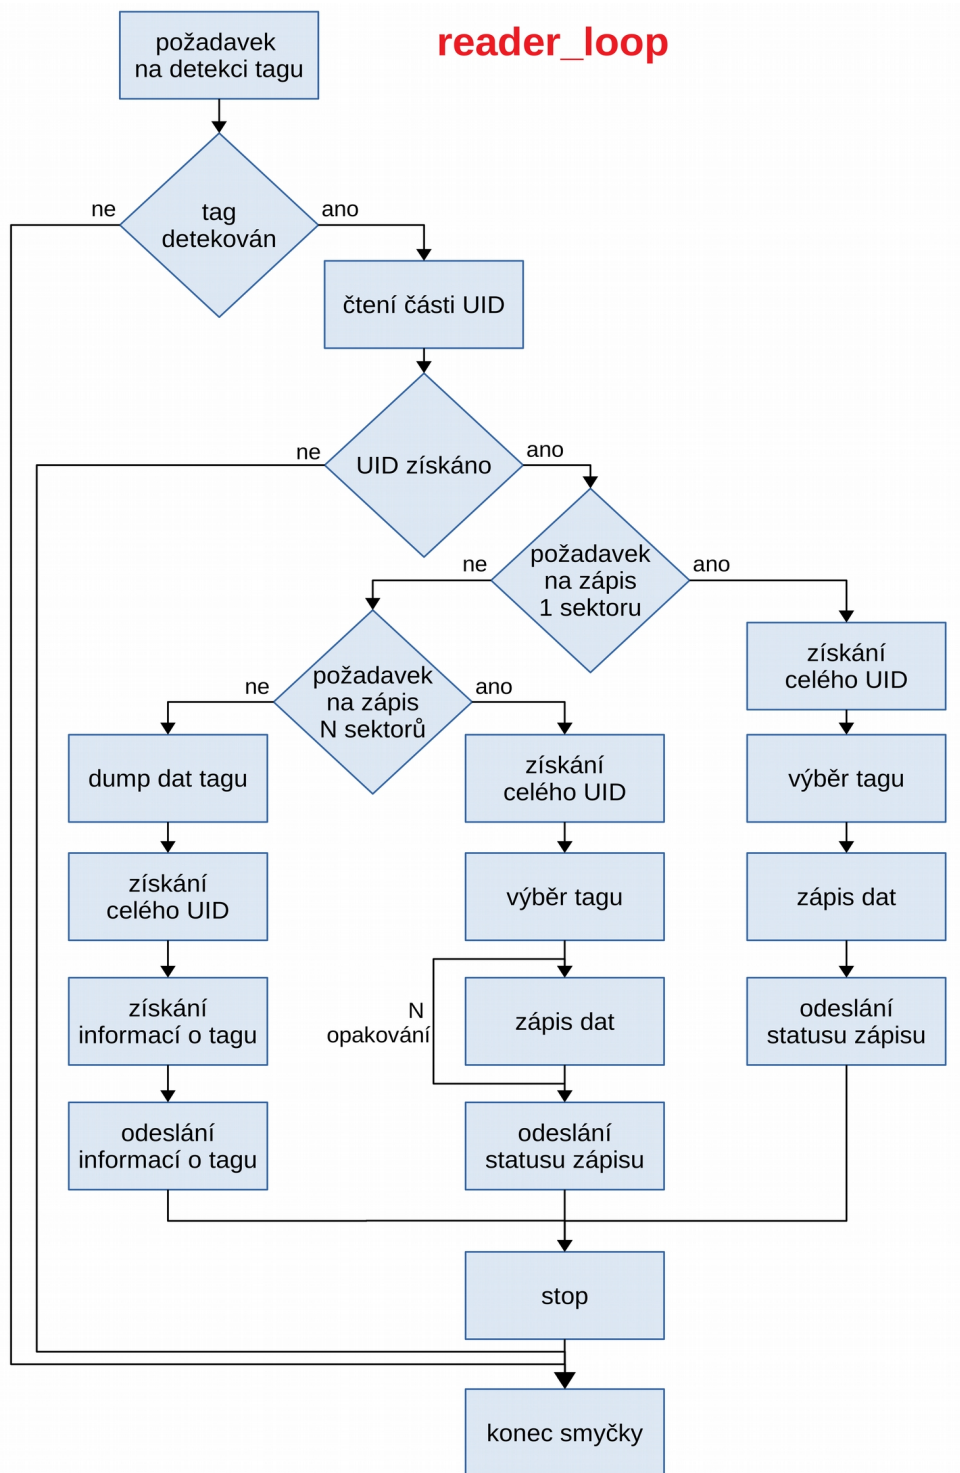 reader_loop
požadavek
na detekci tagu
ne
tag
detekován
ano
čtení části UID
ne
UID získáno
ano
ne
požadavek
na zápis
1 sektoru
ano
ne
požadavek
na zápis
N sektorů
ano
získání
celého UID
dump dat tagu
získání
celého UID
výběr tagu
získání
celého UID
výběr tagu
zápis dat
získání
informací o tagu
N
opakování
zápis dat
odeslání
statusu zápisu
odeslání
informací o tagu
odeslání
statusu zápisu
stop
konec smyčky